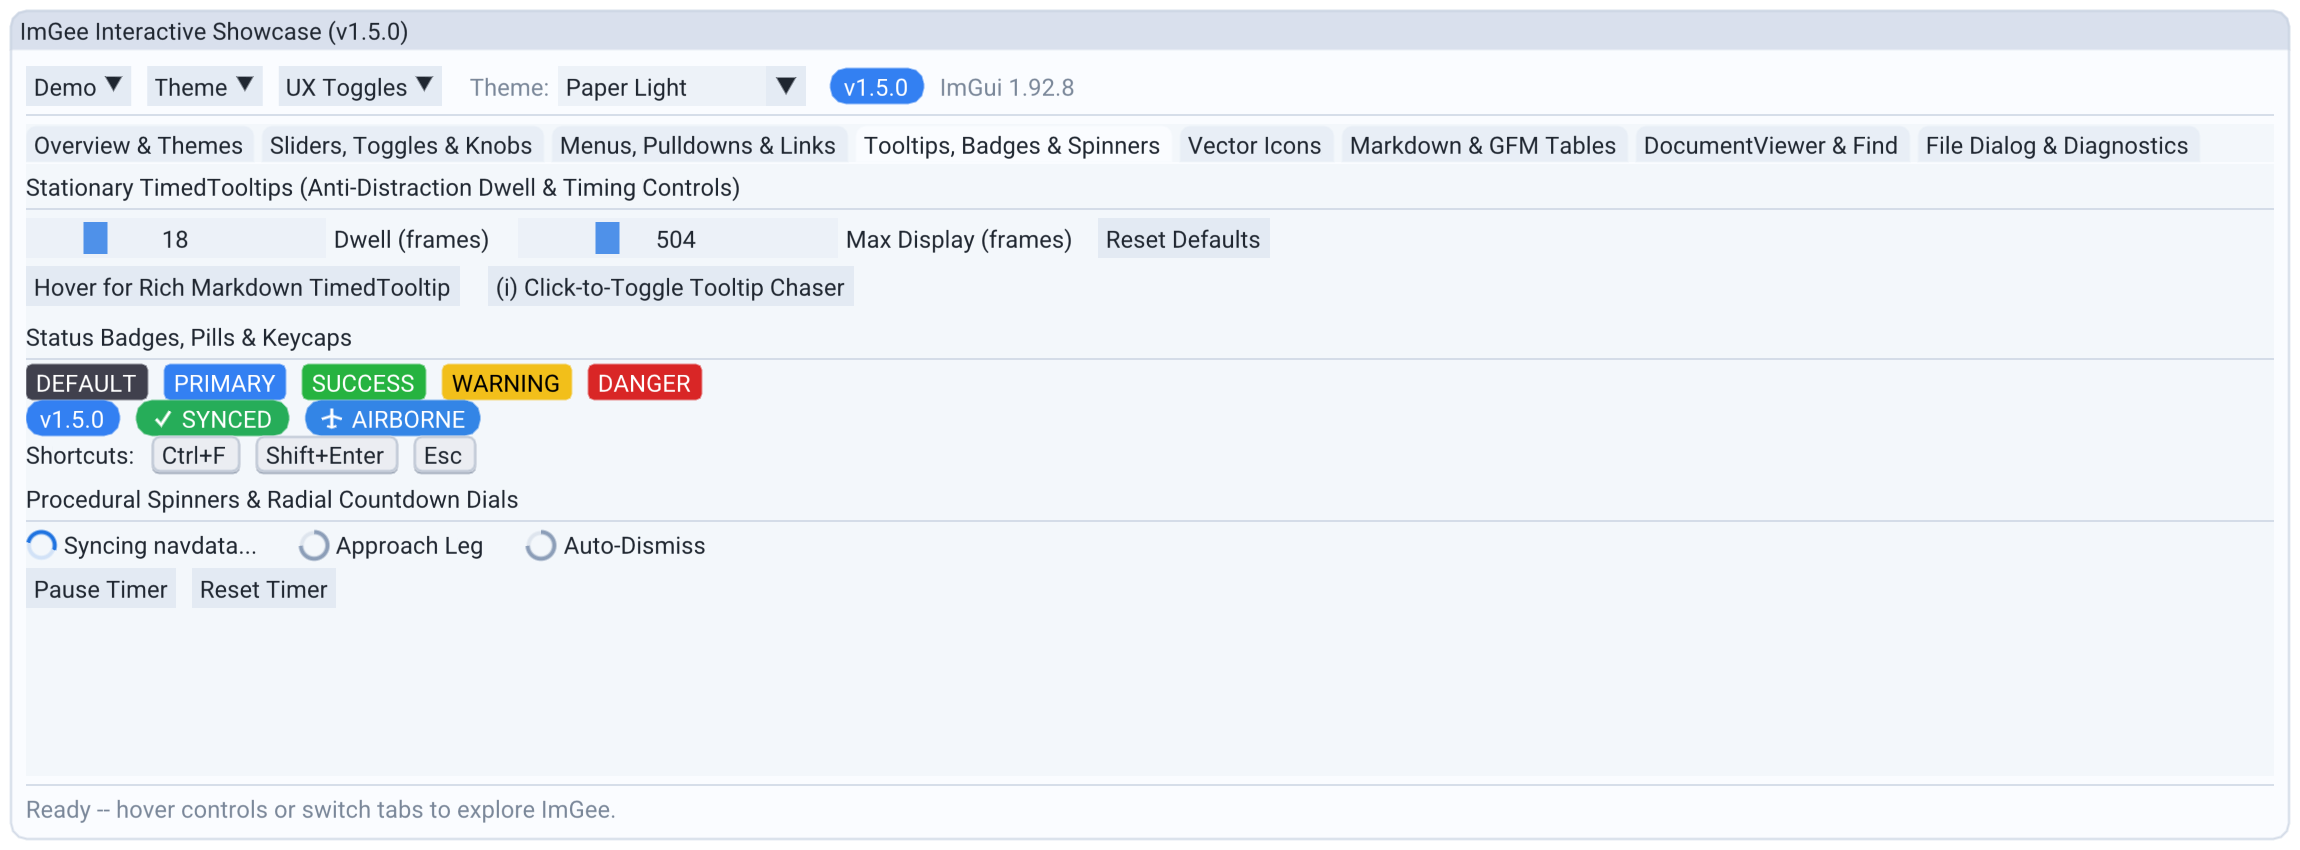 ImGee Interactive Showcase (v1.5.0)
Demo Theme UX Toggles Theme: Paper Light v1.5.0 ImGui 1.92.8
Overview & Themes Sliders, Toggles & Knobs Menus, Pulldowns & Links Tooltips, Badges & Spinners Vector Icons Markdown & GFM Tables DocumentViewer & Find File Dialog & Diagnostics
Stationary TimedTooltips (Anti-Distraction Dwell & Timing Controls)
18 Dwell (frames) 504 Max Display (frames) Reset Defaults
Hover for Rich Markdown TimedTooltip (i) Click-to-Toggle Tooltip Chaser
Status Badges, Pills & Keycaps
DEFAULT PRIMARY SUCCESS WARNING DANGER
v1.5.0 SYNCED AIRBORNE
Shortcuts: Ctrl+F Shift+Enter Esc
Procedural Spinners & Radial Countdown Dials
Syncing navdata... Approach Leg Auto-Dismiss
Pause Timer Reset Timer
Ready -- hover controls or switch tabs to explore ImGee.